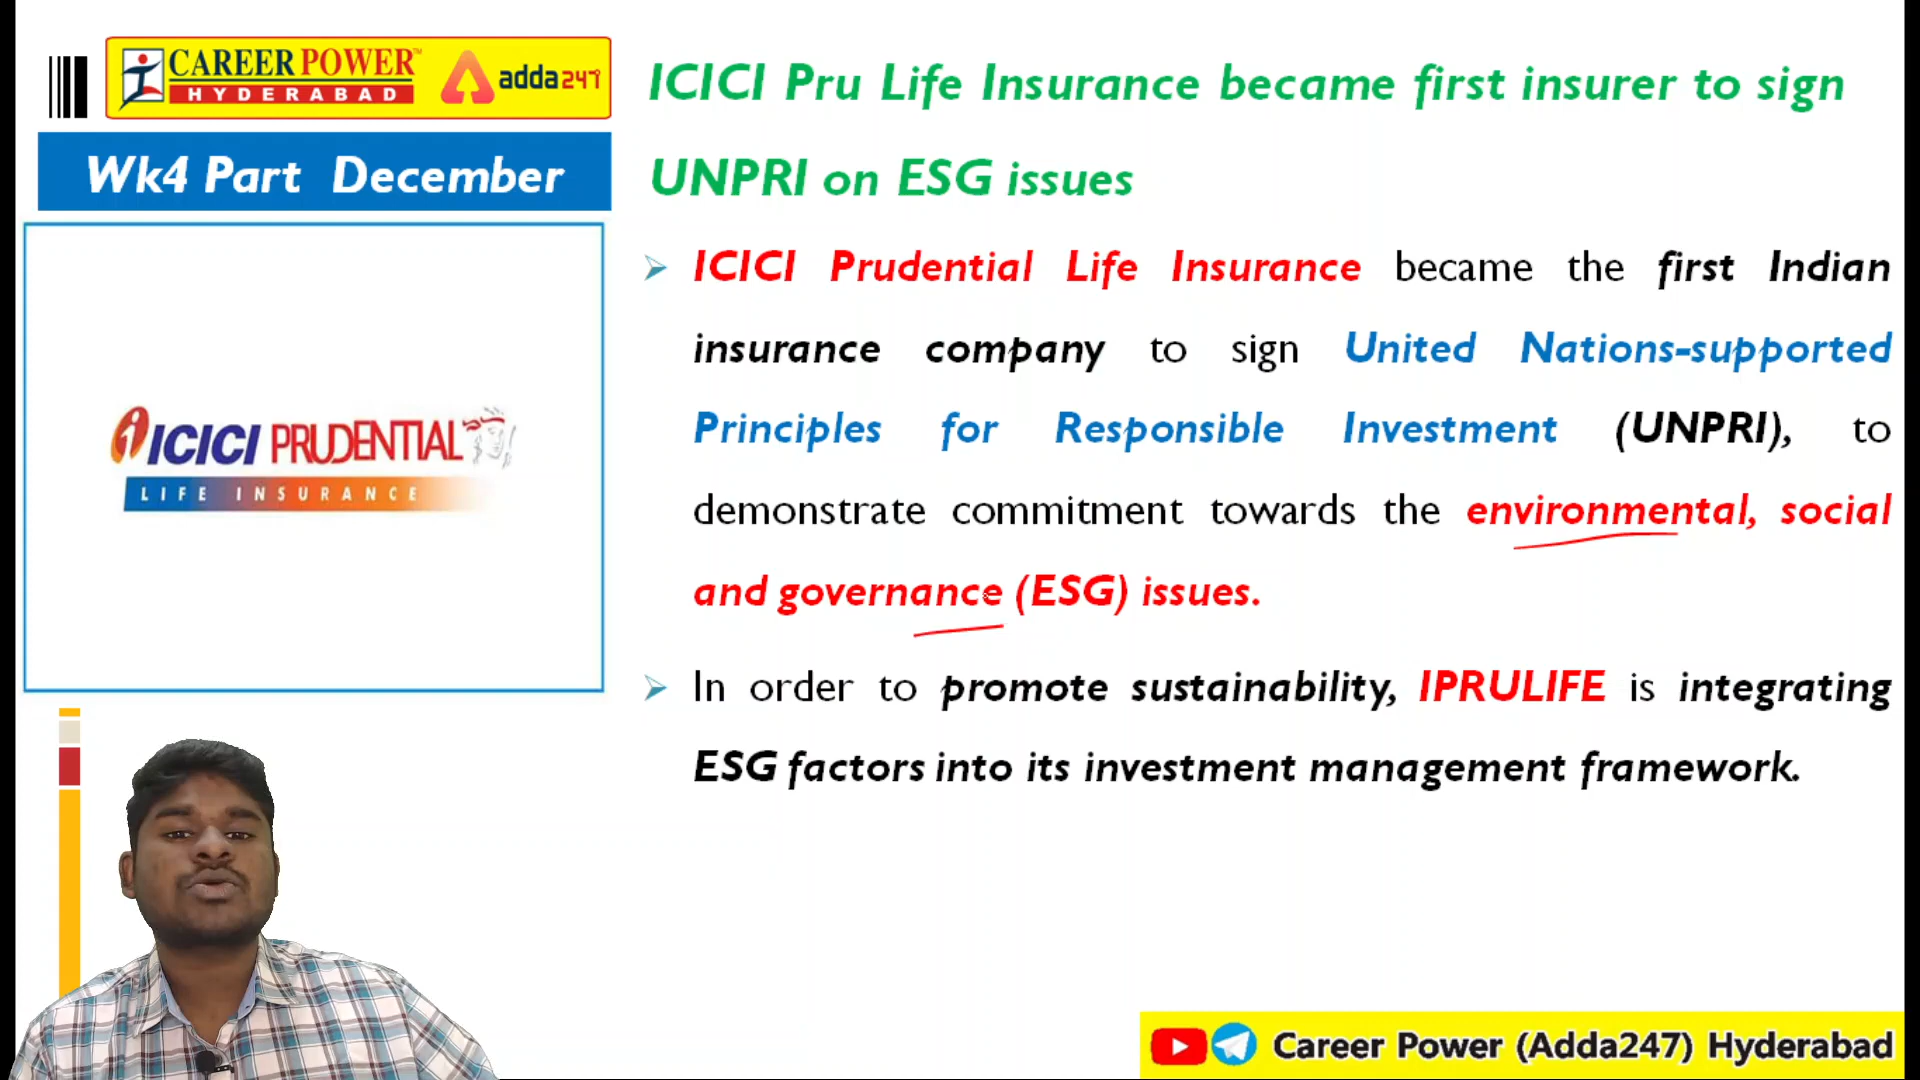 CAREER POWER™
HYDERABAD
adda247
Wk4 Part December
ICICI PRUDENTIAL
LIFE INSURANCE
ICICI Pru Life Insurance became first insurer to sign
UNPRI on ESG issues
ICICI Prudential Life Insurance became the first Indian
insurance company to sign United Nations-supported
Principles for Responsible Investment (UNPRI), to
demonstrate commitment towards the environmental, social
and governance (ESG) issues.
In order to promote sustainability, IPRULIFE is integrating
ESG factors into its investment management framework.
Career Power (Adda247) Hyderabad